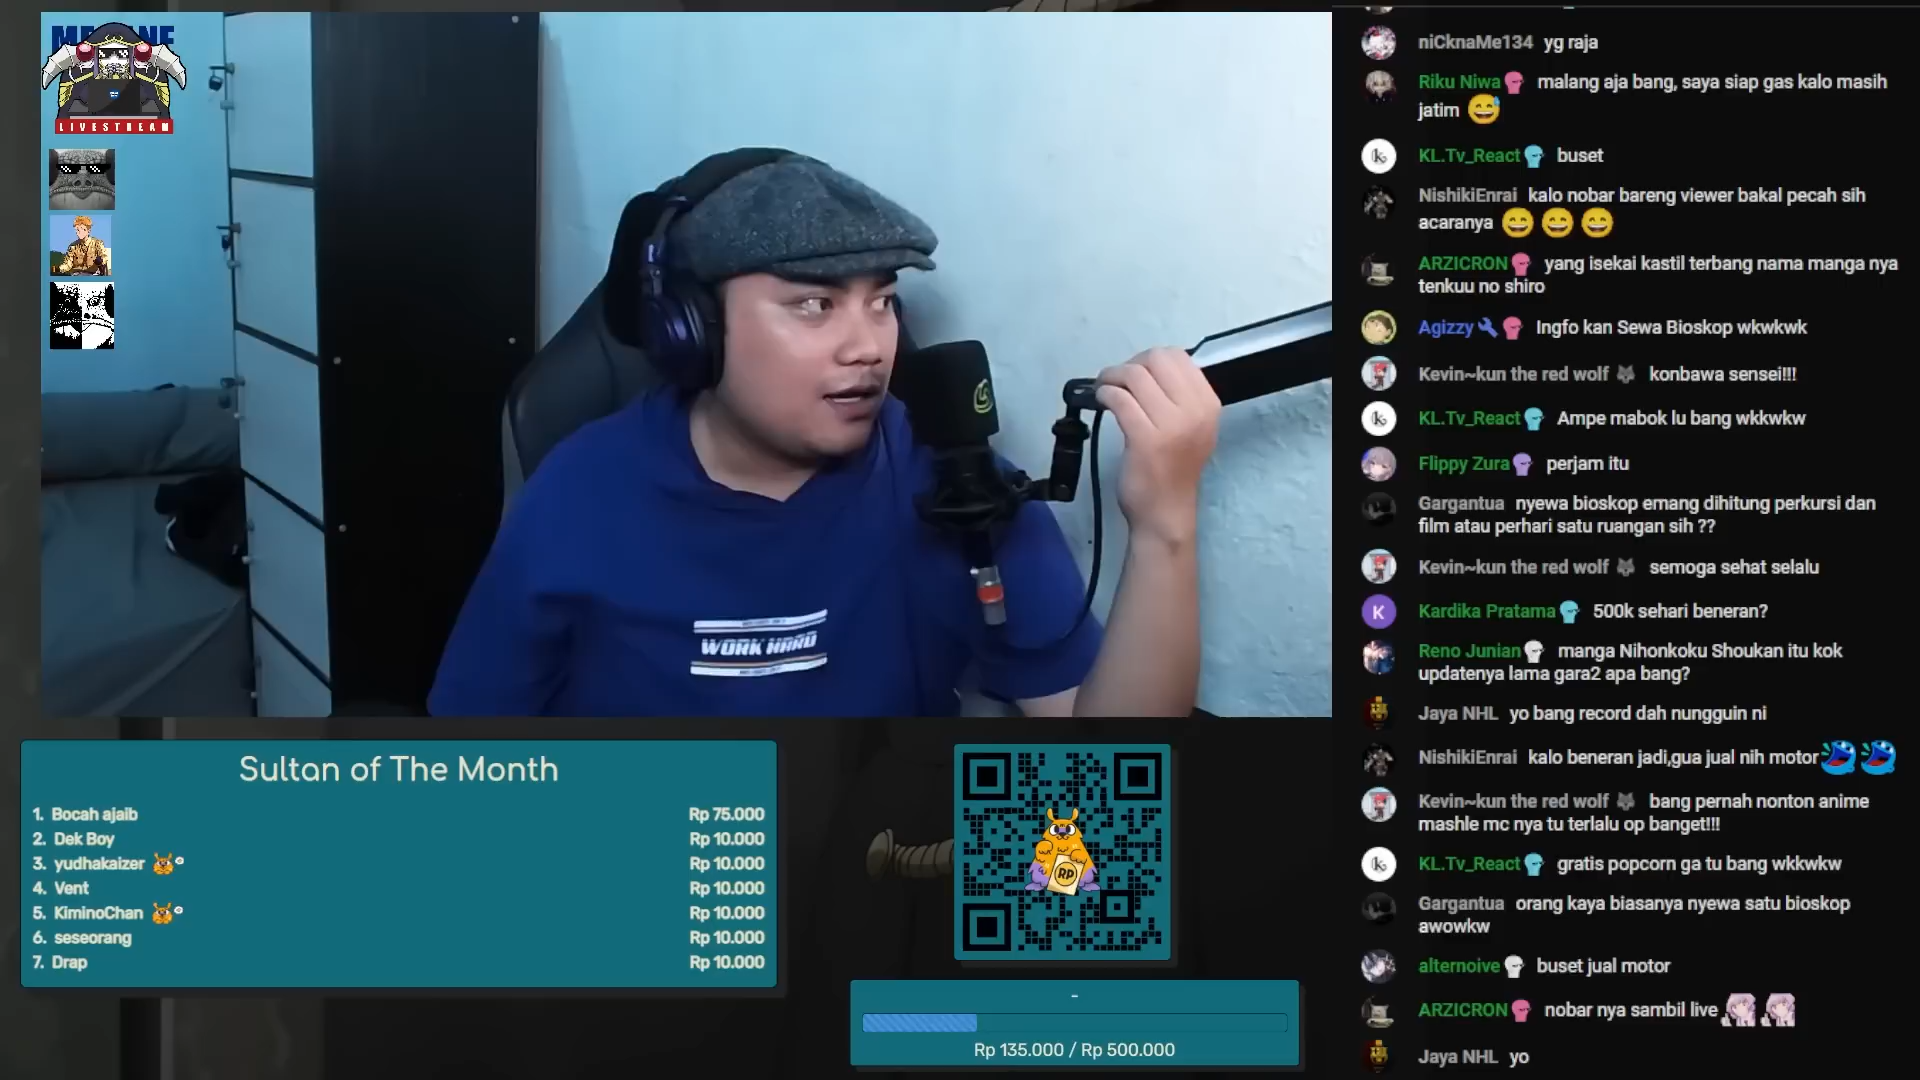 LIVESTREAM
WORK HARD
niCknaMe134 yg raja
Riku Niwa malang aja bang, saya siap gas kalo masih
jatim
KL.Tv_React buset
NishikiEnrai kalo nobar bareng viewer bakal pecah sih
acaranya
ARZICRON yang isekai kastil terbang nama manga nya
tenkuu no shiro
Agizzy Ingfo kan Sewa Bioskop wkwkwk
Kevin~kun the red wolf konbawa sensei!!!
KL.Tv_React Ampe mabok lu bang wkkwkw
Flippy Zura perjam itu
Gargantua nyewa bioskop emang dihitung perkursi dan
film atau perhari satu ruangan sih ??
Kevin~kun the red wolf semoga sehat selalu
K
Kardika Pratama 500k sehari beneran?
Reno Junian manga Nihonkoku Shoukan itu kok
updatenya lama gara2 apa bang?
Jaya NHL yo bang record dah nungguin ni
NishikiEnrai kalo beneran jadi,gua jual nih motor
Kevin~kun the red wolf bang pernah nonton anime
mashle mc nya tu terlalu op banget!!!
KL.Tv_React gratis popcorn ga tu bang wkkwkw
Gargantua orang kaya biasanya nyewa satu bioskop
awowkw
alternoive buset jual motor
ARZICRON nobar nya sambil live
Jaya NHL yo
Sultan of The Month
1. Bocah ajaib Rp 75.000
2. Dek Boy Rp 10.000
3. yudhakaizer Rp 10.000
4. Vent Rp 10.000
5. KiminoChan Rp 10.000
6. seseorang Rp 10.000
7. Drap Rp 10.000
RP
-
Rp 135.000 / Rp 500.000